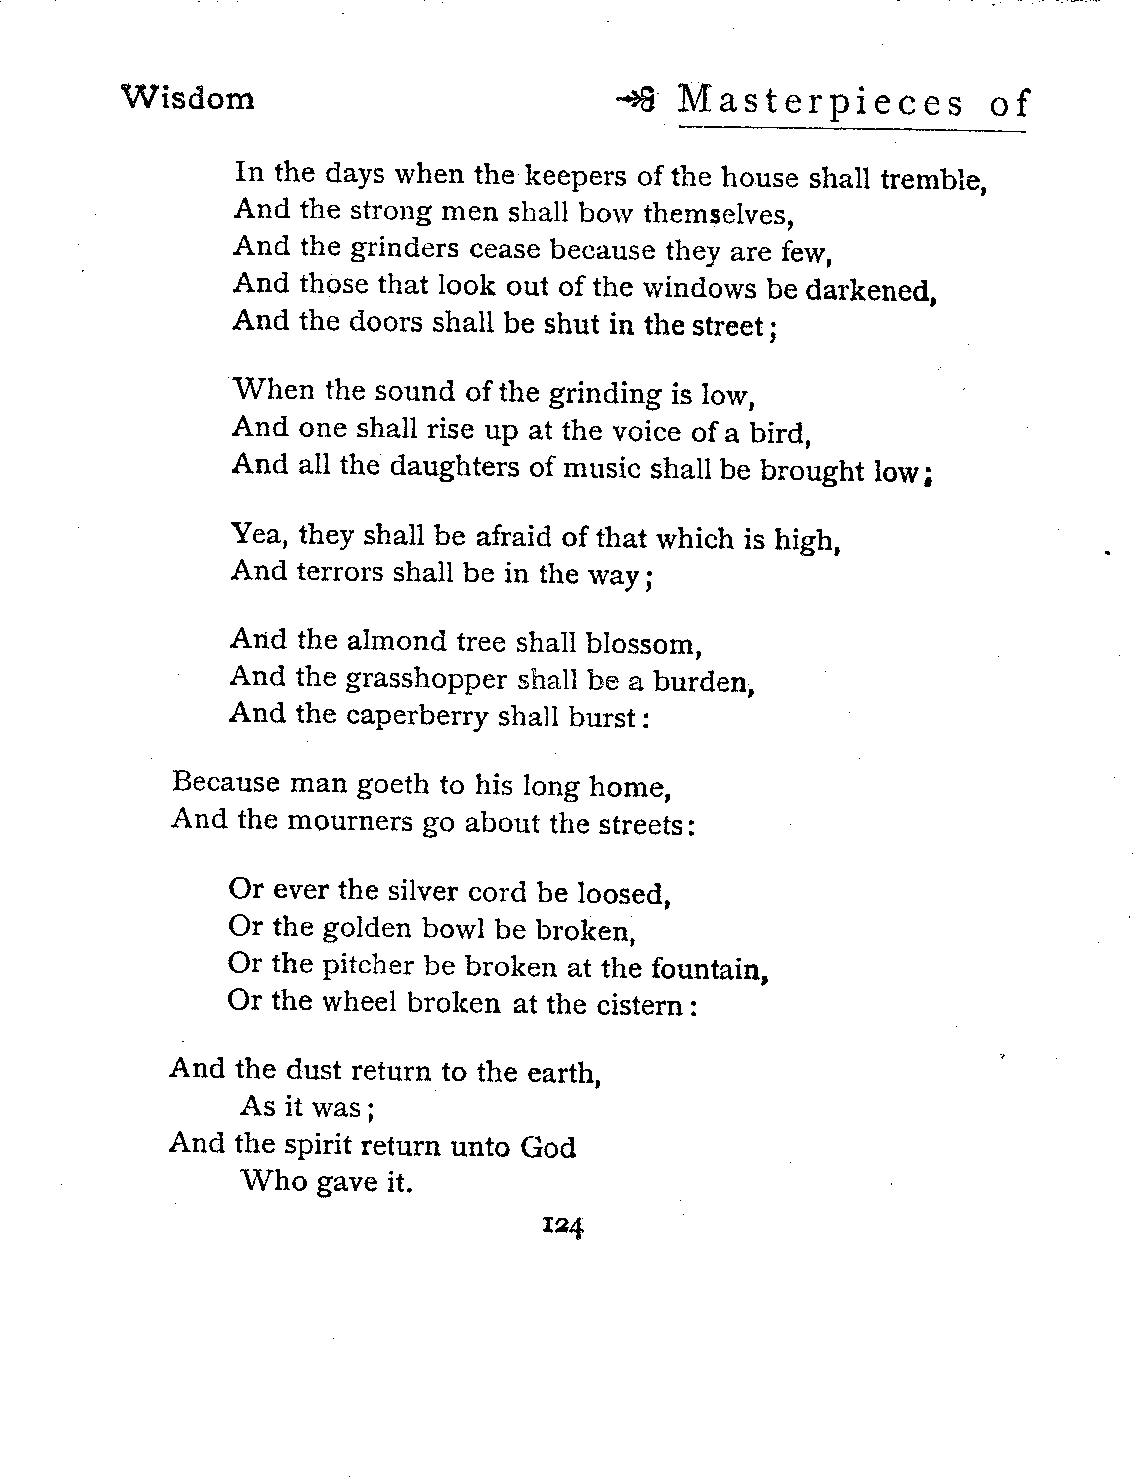 Wisdom Masterpieces of
In the days when the keepers of the house shall tremble,
And the strong men shall bow themselves,
And the grinders cease because they are few,
And those that look out of the windows be darkened,
And the doors shall be shut in the street;
When the sound of the grinding is low,
And one shall rise up at the voice of a bird,
And all the daughters of music shall be brought low;
Yea, they shall be afraid of that which is high,
And terrors shall be in the way;
And the almond tree shall blossom,
And the grasshopper shall be a burden,
And the caperberry shall burst:
Because man goeth to his long home,
And the mourners go about the streets:
Or ever the silver cord be loosed,
Or the golden bowl be broken,
Or the pitcher be broken at the fountain,
Or the wheel broken at the cistern:
And the dust return to the earth,
As it was;
And the spirit return unto God
Who gave it.
124